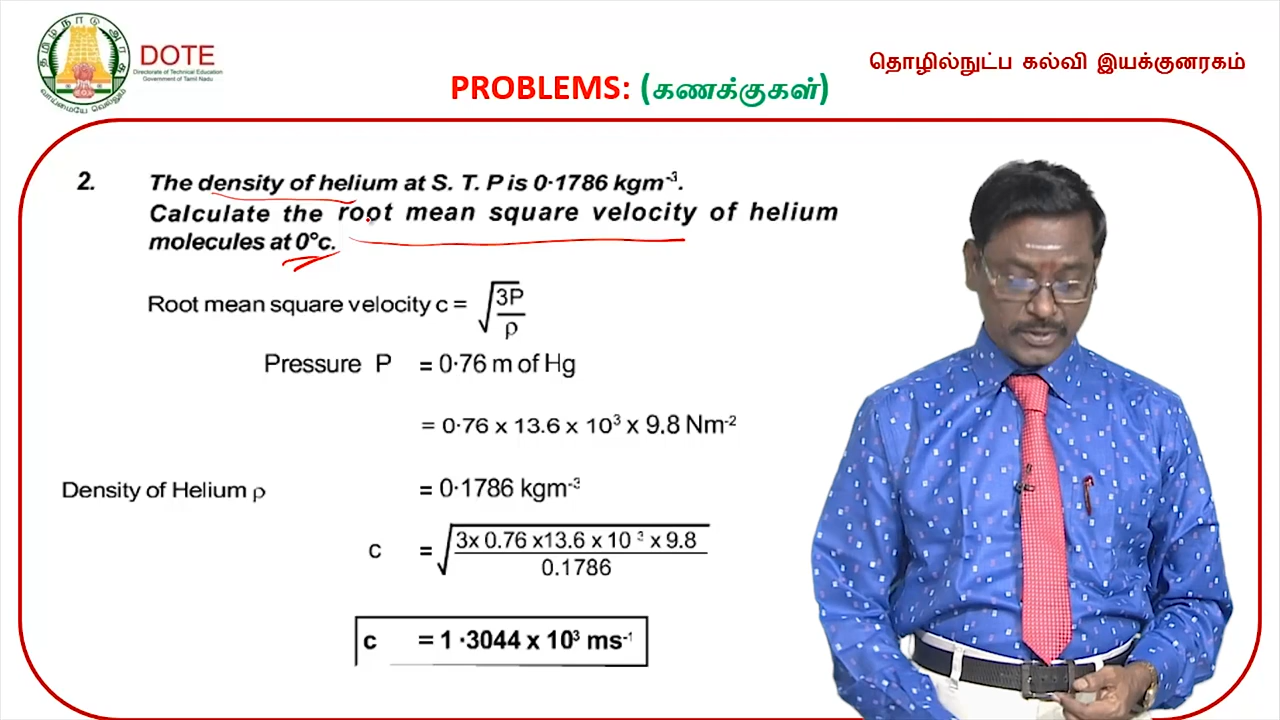 DOTE
Directorate of Technical Education
Government of Tamil Nadu
தொழில்நுட்ப கல்வி இயக்குனரகம்
PROBLEMS: (கணக்குகள்)
2. The density of helium at S. T. P is 0·1786 kgm⁻³.
Calculate the root mean square velocity of helium
molecules at 0°c.
Root mean square velocity c = √(3P/ρ)
Pressure P = 0·76 m of Hg
= 0·76 x 13.6 x 10³ x 9.8 Nm⁻²
Density of Helium ρ = 0·1786 kgm⁻³
c = √(3x 0.76 x13.6 x 10 ³ x 9.8 / 0.1786)
c = 1 ·3044 x 10³ ms⁻¹